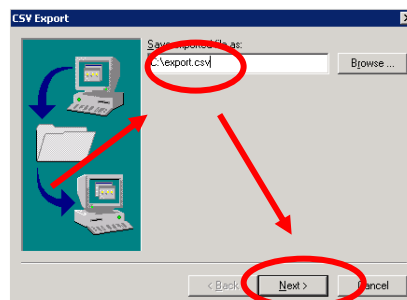 CSV Export
Save exported file as:
C:\export.csv
Browse ...
< Back
Next >
Cancel